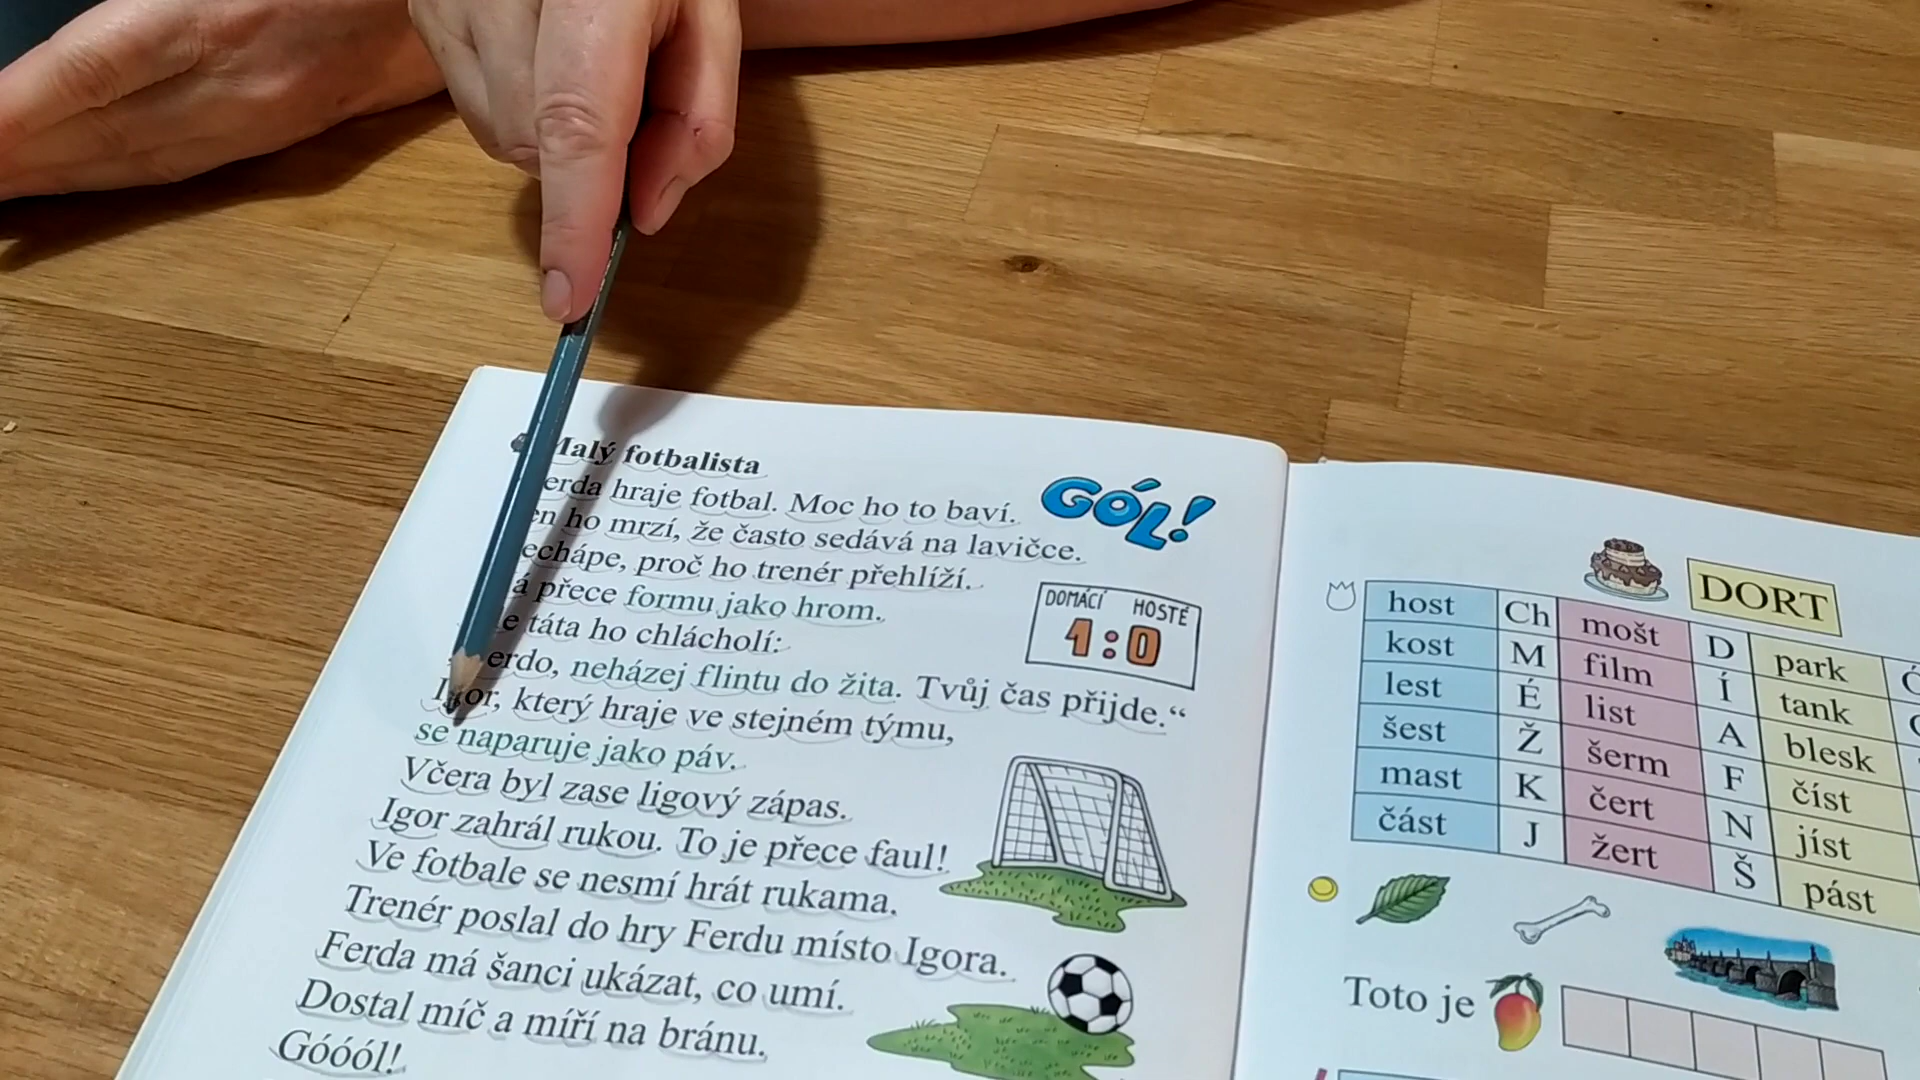 Malý fotbalista
erda hraje fotbal. Moc ho to baví.
en ho mrzí, že často sedává na lavičce.
echápe, proč ho trenér přehlíží.
á přece formu jako hrom.
e táta ho chlácholí:
erdo, neházej flintu do žita. Tvůj čas přijde.“
Igor, který hraje ve stejném týmu,
se naparuje jako páv.
Včera byl zase ligový zápas.
Igor zahrál rukou. To je přece faul!
Ve fotbale se nesmí hrát rukama.
Trenér poslal do hry Ferdu místo Igora.
Ferda má šanci ukázat, co umí.
Dostal míč a míří na bránu.
Góóól!
GÓL!
DOMÁCÍ HOSTÉ
1:0
DORT
host Ch mošt D park
kost M film Í tank
lest É list A blesk
šest Ž šerm F číst
mast K čert N jíst
část J žert Š pást
Toto je